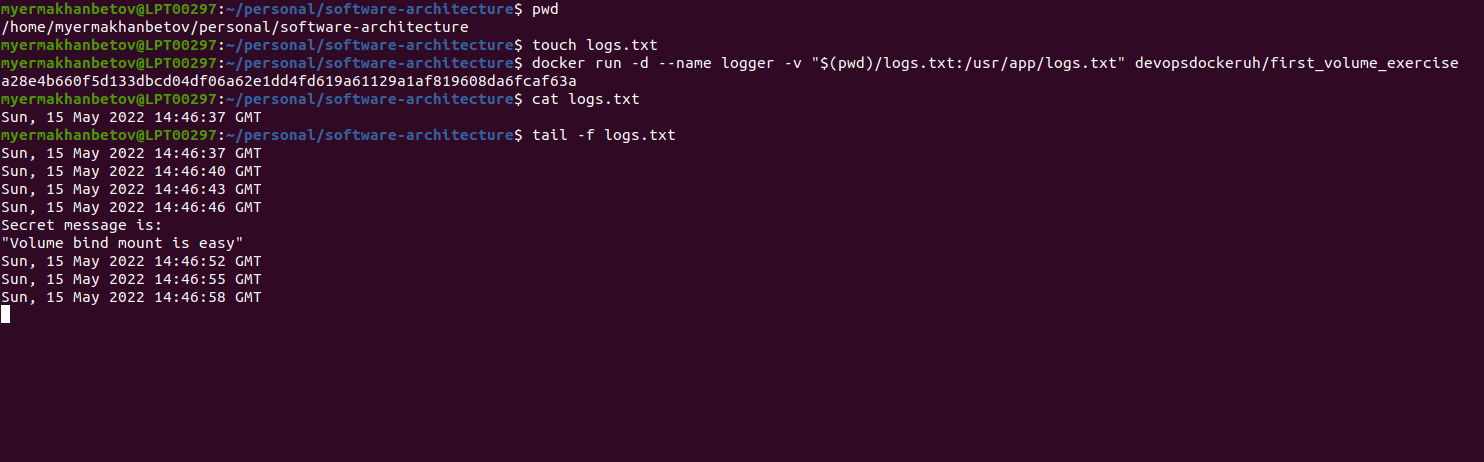 myermakhanbetov@LPT00297:~/personal/software-architecture$ pwd
/home/myermakhanbetov/personal/software-architecture
myermakhanbetov@LPT00297:~/personal/software-architecture$ touch logs.txt
myermakhanbetov@LPT00297:~/personal/software-architecture$ docker run -d --name logger -v "$(pwd)/logs.txt:/usr/app/logs.txt" devopsdockeruh/first_volume_exercise
a28e4b660f5d133dbcd04df06a62e1dd4fd619a61129a1af819608da6fcaf63a
myermakhanbetov@LPT00297:~/personal/software-architecture$ cat logs.txt
Sun, 15 May 2022 14:46:37 GMT
myermakhanbetov@LPT00297:~/personal/software-architecture$ tail -f logs.txt
Sun, 15 May 2022 14:46:37 GMT
Sun, 15 May 2022 14:46:40 GMT
Sun, 15 May 2022 14:46:43 GMT
Sun, 15 May 2022 14:46:46 GMT
Secret message is:
"Volume bind mount is easy"
Sun, 15 May 2022 14:46:52 GMT
Sun, 15 May 2022 14:46:55 GMT
Sun, 15 May 2022 14:46:58 GMT